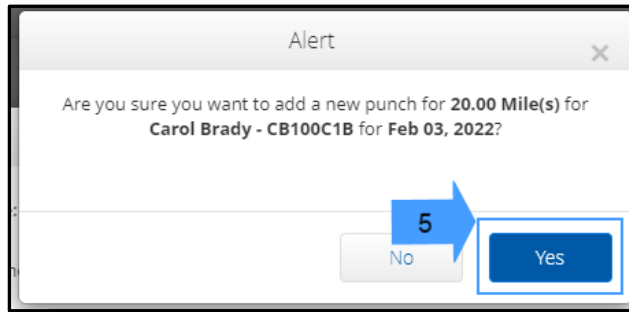 Alert
×
Are you sure you want to add a new punch for 20.00 Mile(s) for
Carol Brady - CB100C1B for Feb 03, 2022?
5
No
Yes